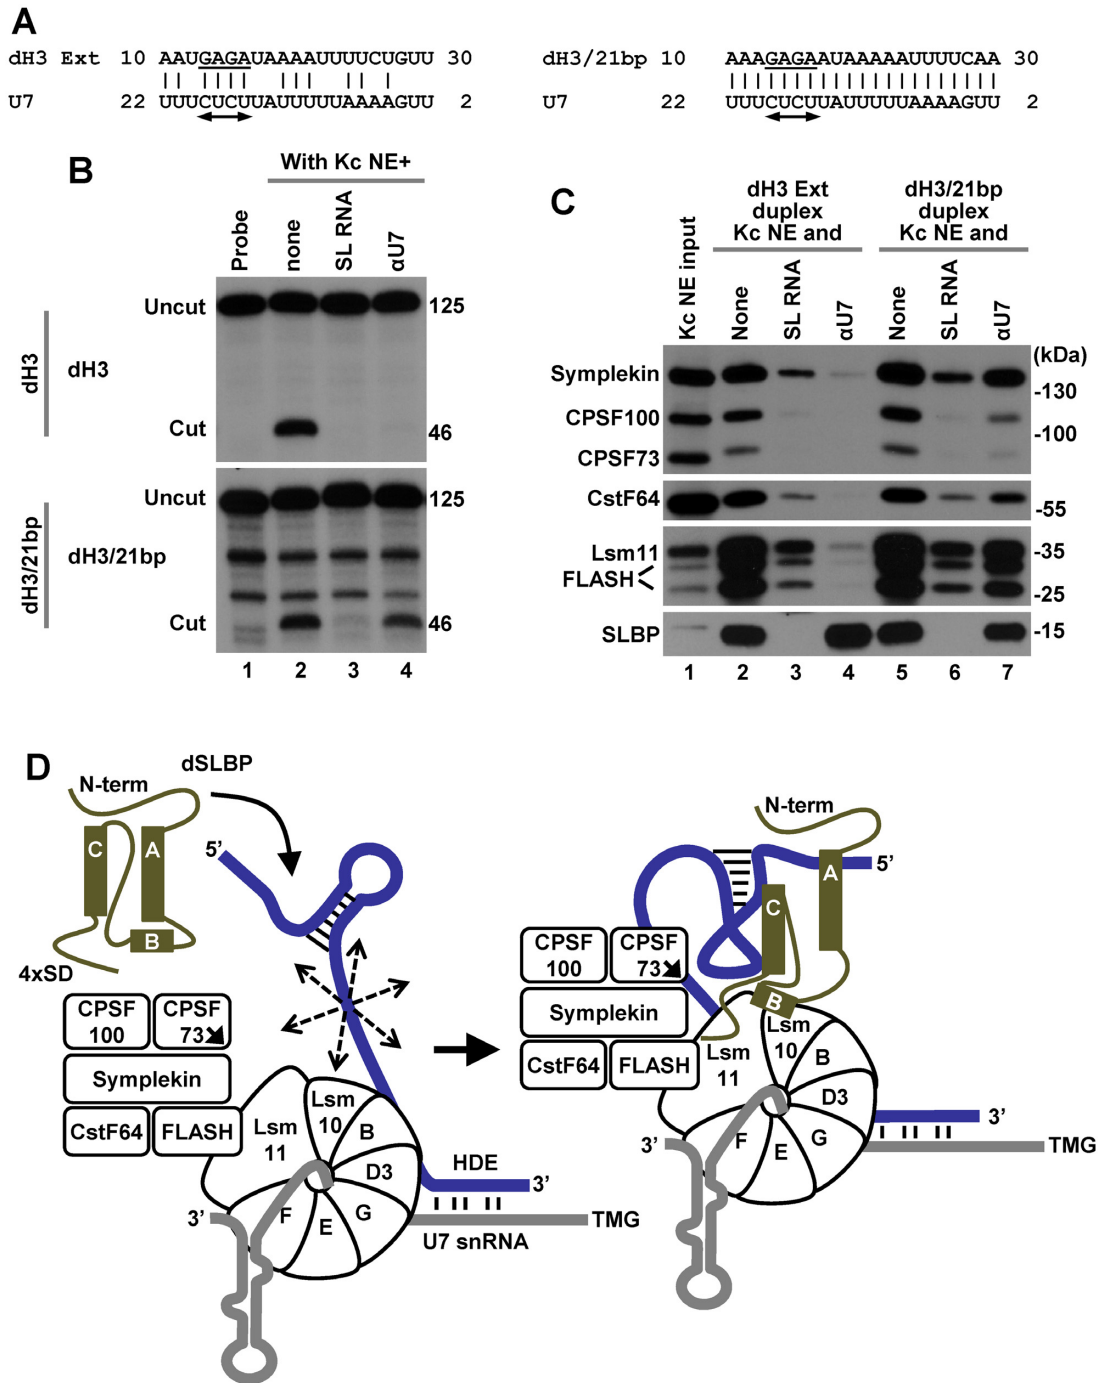 A
dH3 Ext 10 AAUGAGAUAAAAUUUUCUGUU 30
U7 22 UUUCUCUUAUUUUUAAAAGUU 2
dH3/21bp 10 AAAGAGAAUAAAAAUUUUCAA 30
U7 22 UUUCUCUUAUUUUUAAAAGUU 2
B
With Kc NE+
Probe none SL RNA αU7
dH3
dH3
Uncut 125
Cut 46
dH3/21bp
dH3/21bp
Uncut 125
Cut 46
1 2 3 4
C
dH3 Ext
duplex
Kc NE and
dH3/21bp
duplex
Kc NE and
Kc NE input None SL RNA αU7 None SL RNA αU7
(kDa)
Symplekin
-130
CPSF100
-100
CPSF73
CstF64
-55
Lsm11
-35
FLASH
-25
SLBP
-15
1 2 3 4 5 6 7
D
dSLBP
N-term
C A
B
4xSD
5’
CPSF
100
CPSF
73
Symplekin
CstF64 FLASH
Lsm
11
Lsm
10
B
D3
G
E
F
HDE
3’
3’
TMG
U7 snRNA
N-term
A
5’
C
B
CPSF
100
CPSF
73
Symplekin
CstF64 FLASH
Lsm
11
Lsm
10
B
D3
G
E
F
3’
3’
TMG